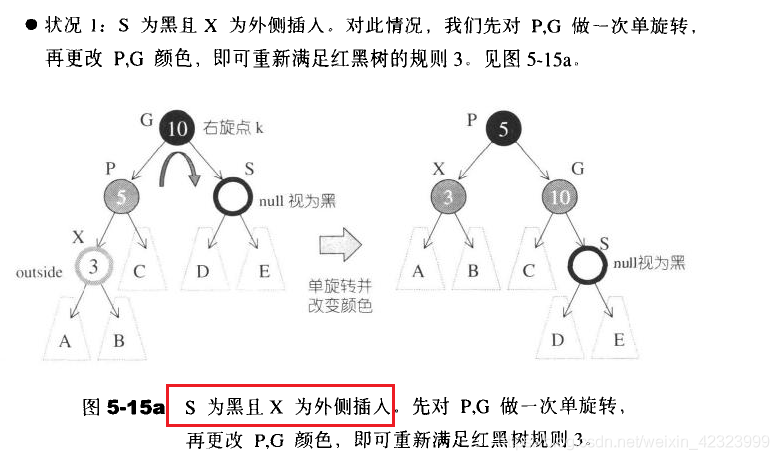 ● 状况 1：S 为黑且 X 为外侧插入。对此情况，我们先对 P,G 做一次单旋转，
再更改 P,G 颜色，即可重新满足红黑树的规则 3。见图 5-15a。
G 10 右旋点 k
P 5
S
null 视为黑
X
outside 3
C D E
A B
单旋转并
改变颜色
P 5
X G
3 10
S
A B C null视为黑
D E
图 5-15a S 为黑且 X 为外侧插入。先对 P,G 做一次单旋转，
再更改 P,G 颜色，即可重新满足红黑树规则 3。
csdn.net/weixin_42323999